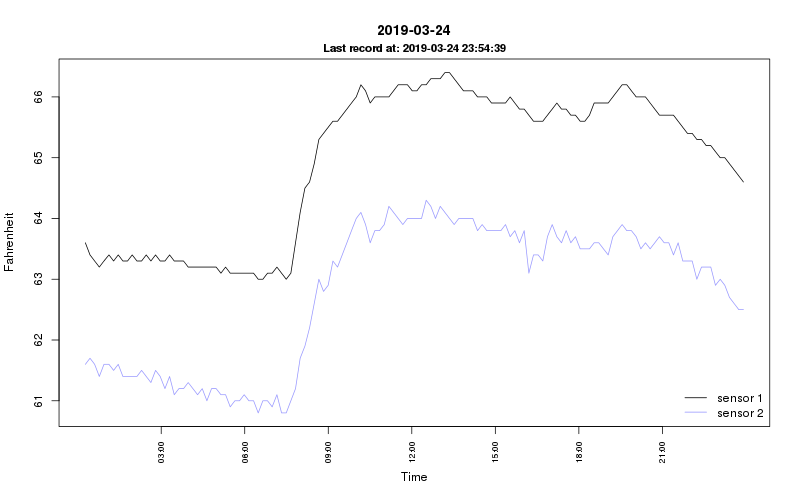 2019-03-24
Last record at: 2019-03-24 23:54:39
Fahrenheit
66
65
64
63
62
61
sensor 1
sensor 2
03:00 06:00 09:00 12:00 15:00 18:00 21:00
Time